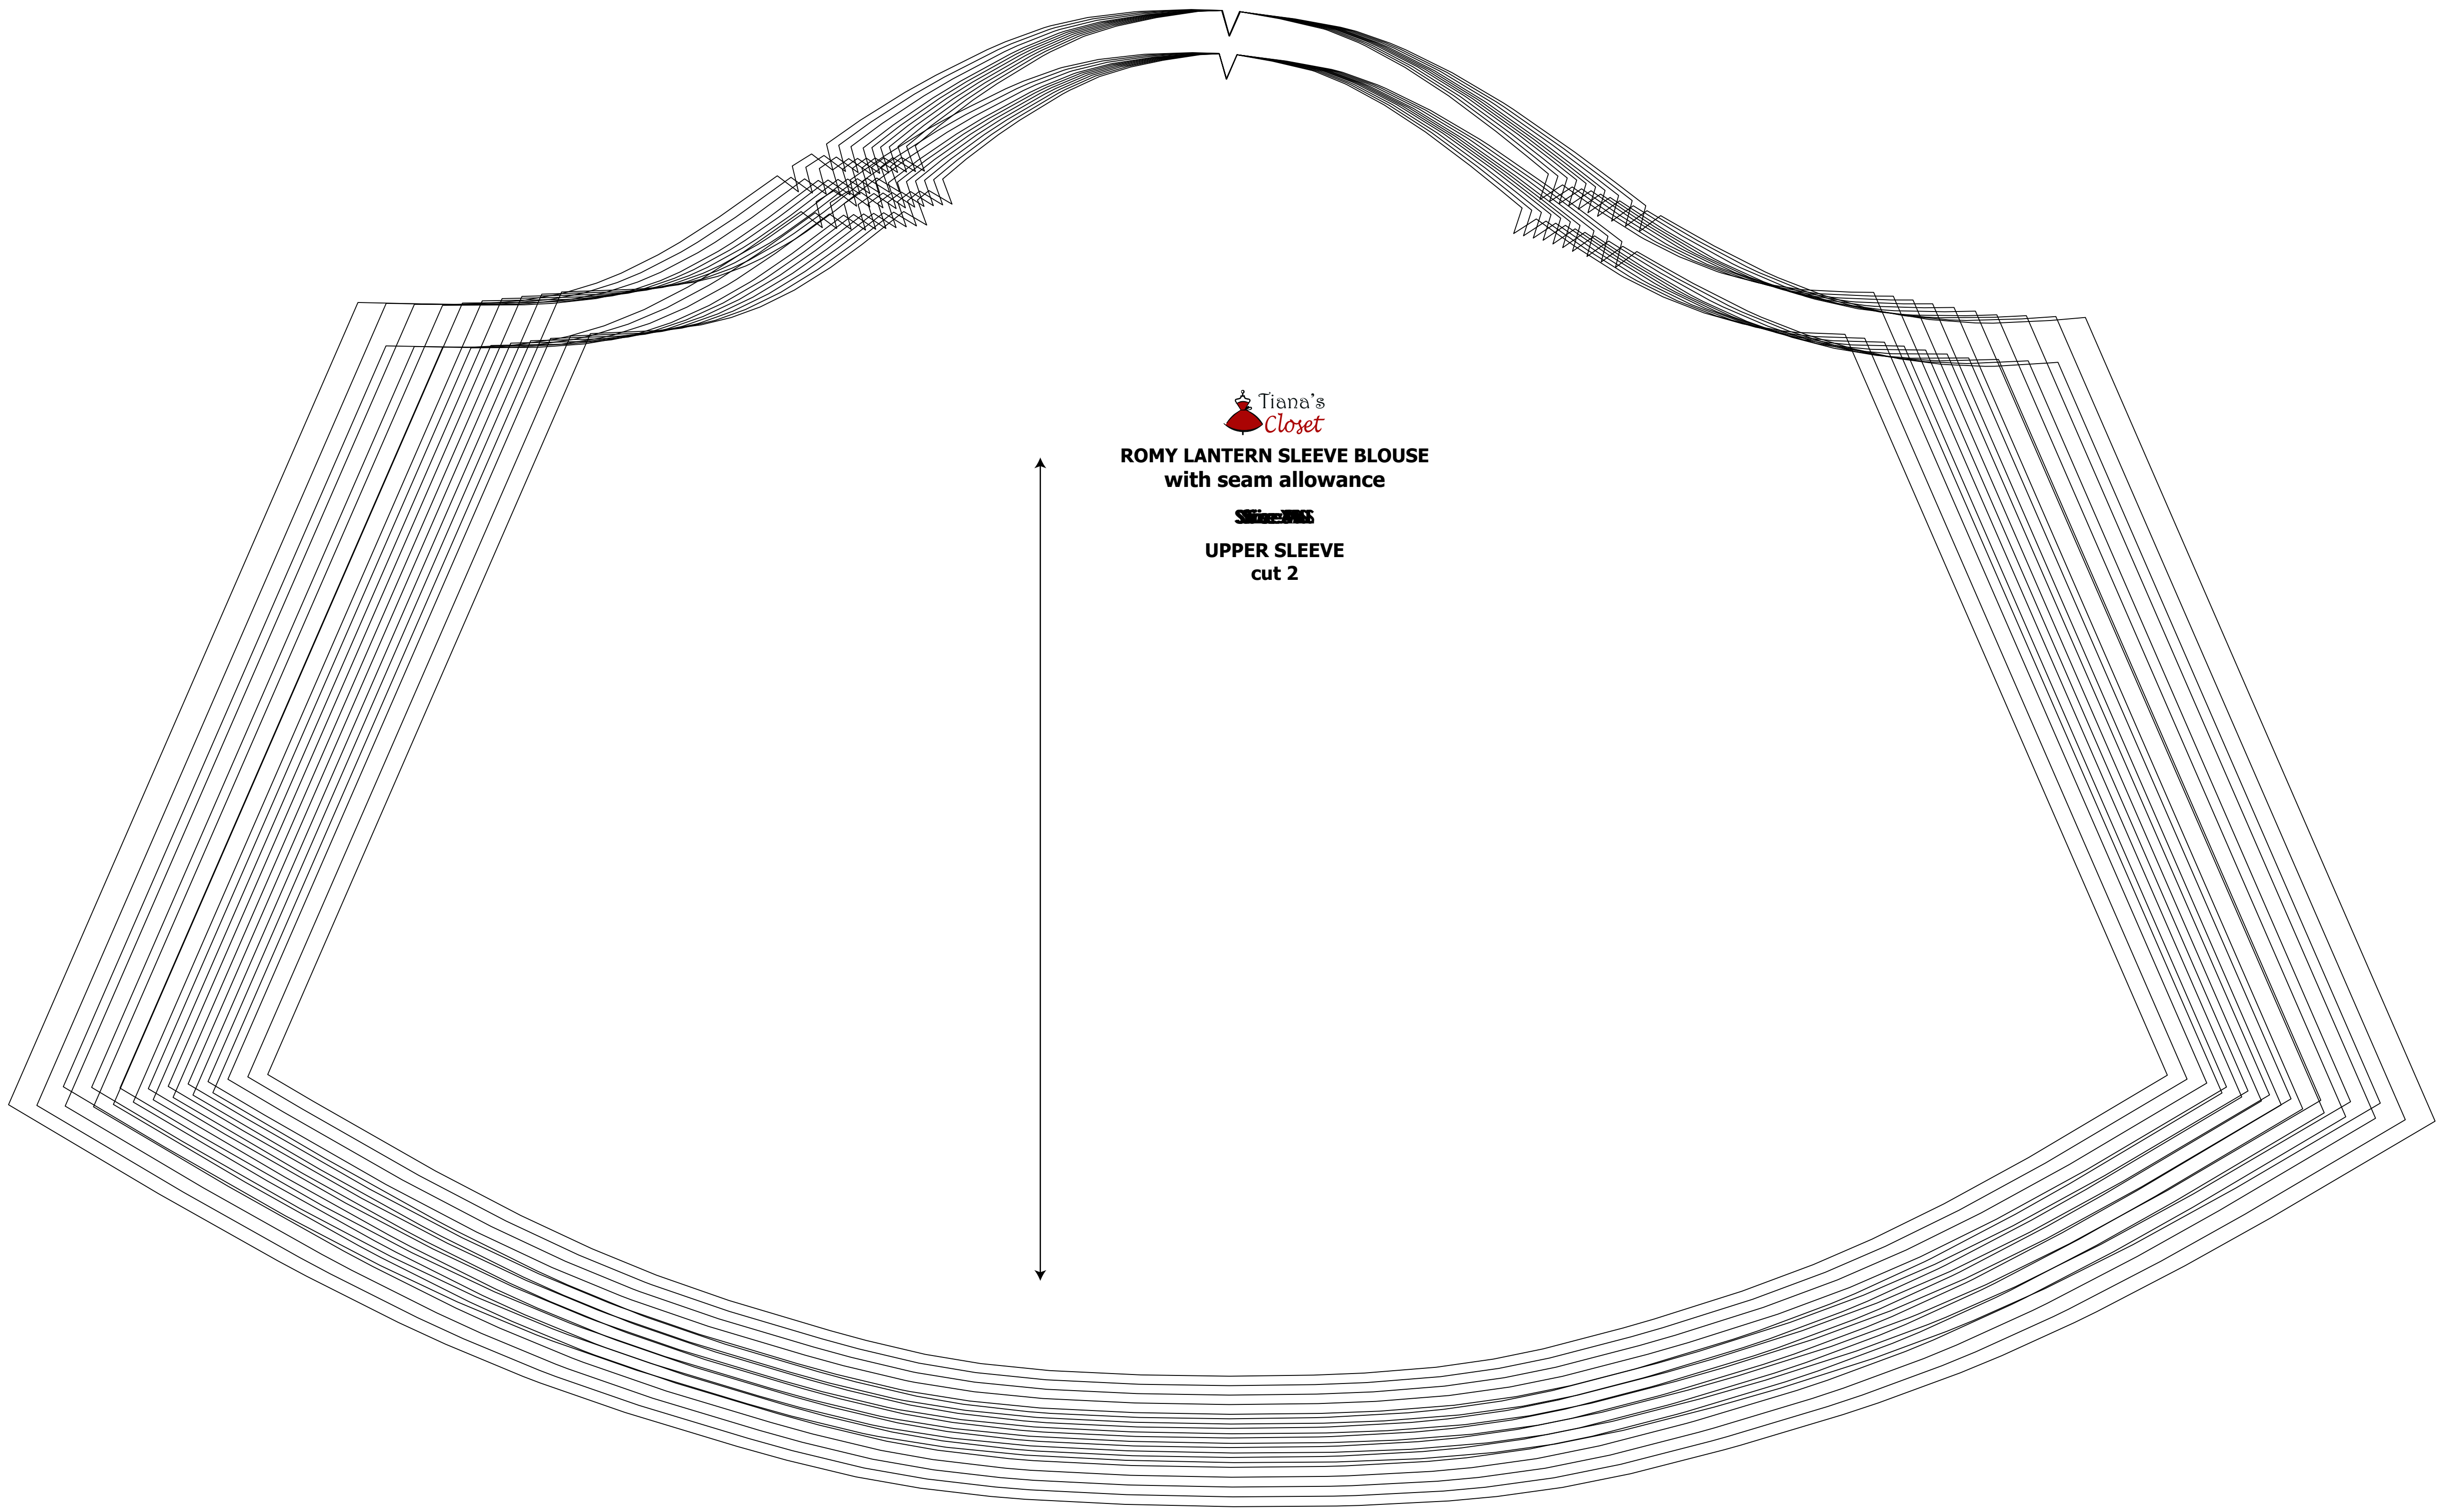 Tiana's
Closet
ROMY LANTERN SLEEVE BLOUSE
with seam allowance
UPPER SLEEVE
cut 2